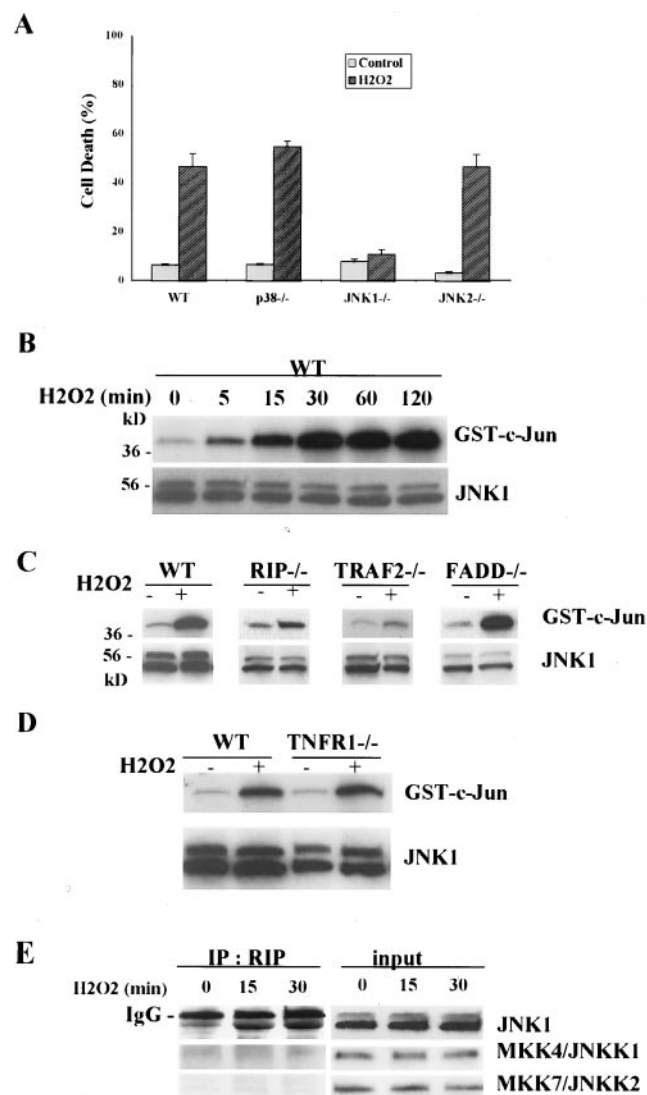 A
100
80
60
40
20
0
Cell Death (%)
Control
H2O2
WT p38-/- JNK1-/- JNK2-/-
B
WT
H2O2 (min) 0 5 15 30 60 120
kD
36 -
GST-c-Jun
56 -
JNK1
C
WT RIP-/- TRAF2-/- FADD-/-
H2O2 - + - + - + - +
36 -
GST-c-Jun
56 -
JNK1
kD
D
WT TNFR1-/-
H2O2 - + - +
GST-c-Jun
JNK1
E
IP : RIP input
H2O2 (min) 0 15 30 0 15 30
IgG -
JNK1
MKK4/JNKK1
MKK7/JNKK2